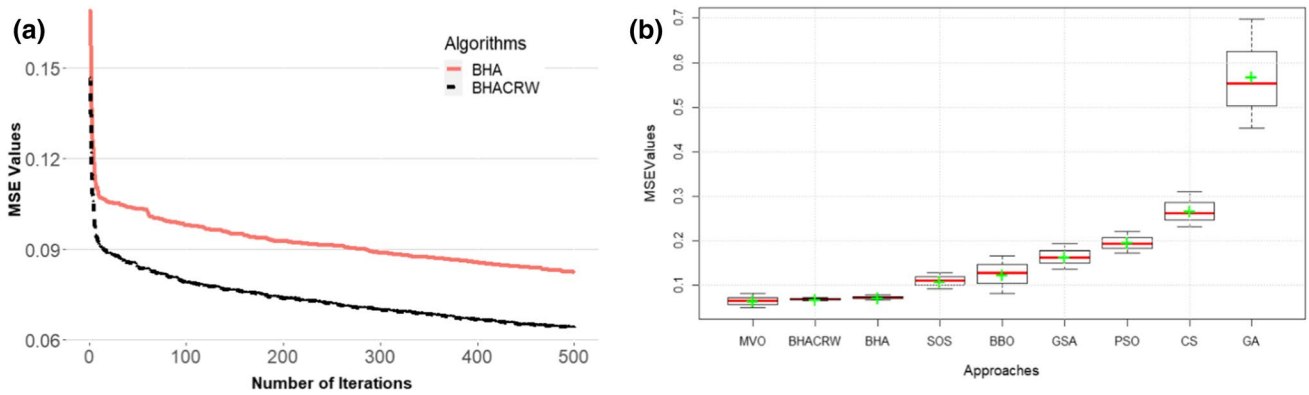 (a)
Algorithms
BHA
BHACRW
0.15
0.12
0.09
0.06
MSE Values
0 100 200 300 400 500
Number of Iterations
(b)
0.7
0.6
0.5
0.4
0.3
0.2
0.1
MSEValues
MVO BHACRW BHA SOS BBO GSA PSO CS GA
Approaches